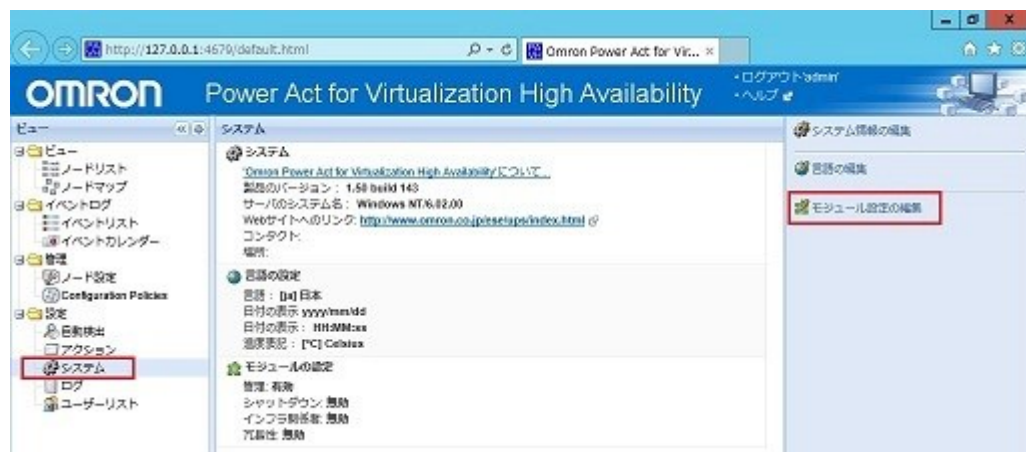 http://127.0.0.1:4679/default.html
Omron Power Act for Vir...
OMRON
Power Act for Virtualization High Availability
・ログアウト'admin'
・ヘルプ
ビュー
ビュー
ノードリスト
ノードマップ
イベントログ
イベントリスト
イベントカレンダー
管理
ノード設定
Configuration Policies
設定
自動検出
アクション
システム
ログ
ユーザーリスト
システム
システム
'Omron Power Act for Virtualization High Availability'について...
製品のバージョン： 1.50 build 143
サーバのシステム名： Windows NT/6.02.00
Webサイトへのリンク: http://www.omron.co.jp/ese/ups/index.html
コンタクト:
場所:
言語の設定
言語： [ja] 日本
日付の表示 yyyy/mm/dd
日付の表示： HH:MM:ss
温度表記： [°C] Celsius
モジュールの設定
管理: 有効
シャットダウン: 無効
インフラ関係者: 無効
冗長性: 無効
システム情報の編集
言語の編集
モジュール設定の編集